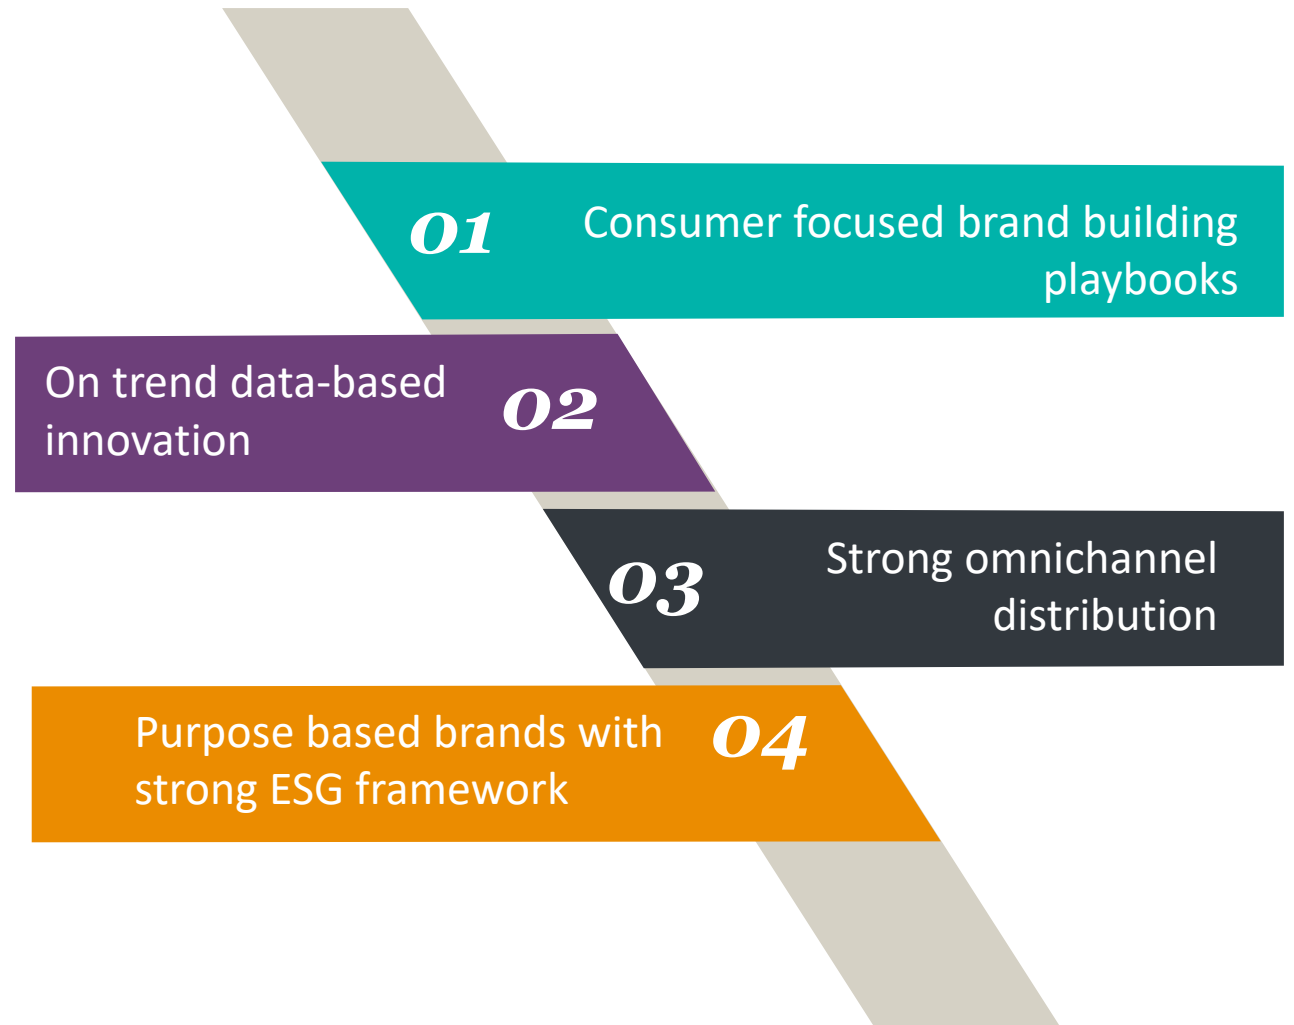 01
Consumer focused brand building
playbooks
On trend data-based
innovation
02
03
Strong omnichannel
distribution
Purpose based brands with
strong ESG framework
04